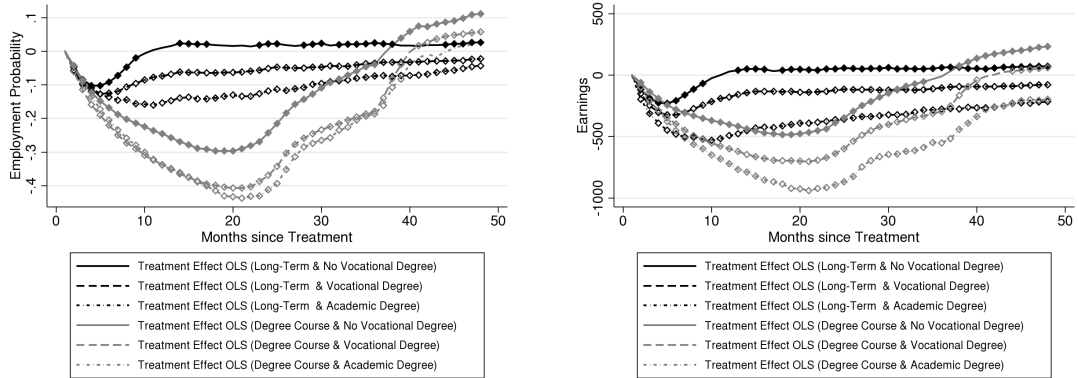 .1
0
-.1
-.2
-.3
-.4
Employment Probability
0 10 20 30 40 50
Months since Treatment
Treatment Effect OLS (Long-Term & No Vocational Degree)
Treatment Effect OLS (Long-Term & Vocational Degree)
Treatment Effect OLS (Long-Term & Academic Degree)
Treatment Effect OLS (Degree Course & No Vocational Degree)
Treatment Effect OLS (Degree Course & Vocational Degree)
Treatment Effect OLS (Degree Course & Academic Degree)
500
0
-500
-1000
Earnings
0 10 20 30 40 50
Months since Treatment
Treatment Effect OLS (Long-Term & No Vocational Degree)
Treatment Effect OLS (Long-Term & Vocational Degree)
Treatment Effect OLS (Long-Term & Academic Degree)
Treatment Effect OLS (Degree Course & No Vocational Degree)
Treatment Effect OLS (Degree Course & Vocational Degree)
Treatment Effect OLS (Degree Course & Academic Degree)